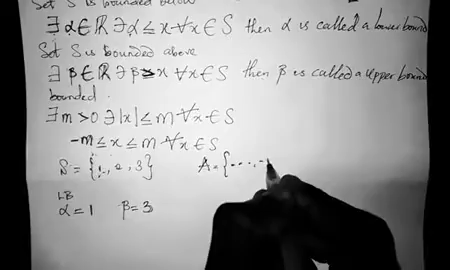 Set S is bounded below
∃ α ∈ ℝ ∋ α ≤ x ∀ x ∈ S then α is called a lower bound
Set S is bounded above
∃ β ∈ ℝ ∋ β ≥ x ∀ x ∈ S then β is called a upper bound
bounded.
∃ m > 0 ∋ |x| ≤ m ∀ x ∈ S
-m ≤ x ≤ m ∀ x ∈ S
S = {1, 2, 3} A = {---, -
LB
α = 1 β = 3